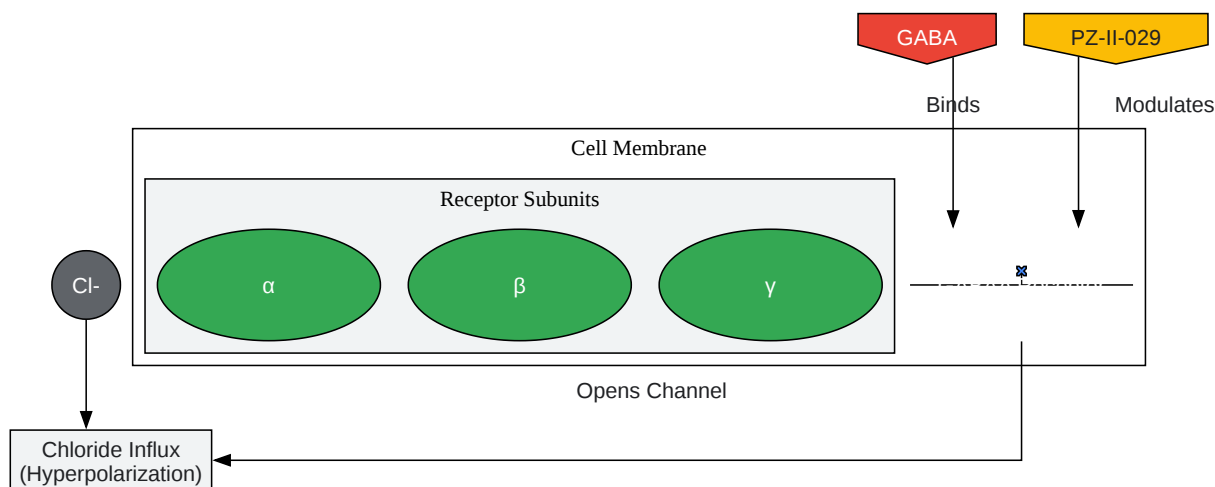 GABA
PZ-II-029
Binds
Modulates
Cell Membrane
Receptor Subunits
Cl-
α
β
γ
Opens Channel
Chloride Influx
(Hyperpolarization)